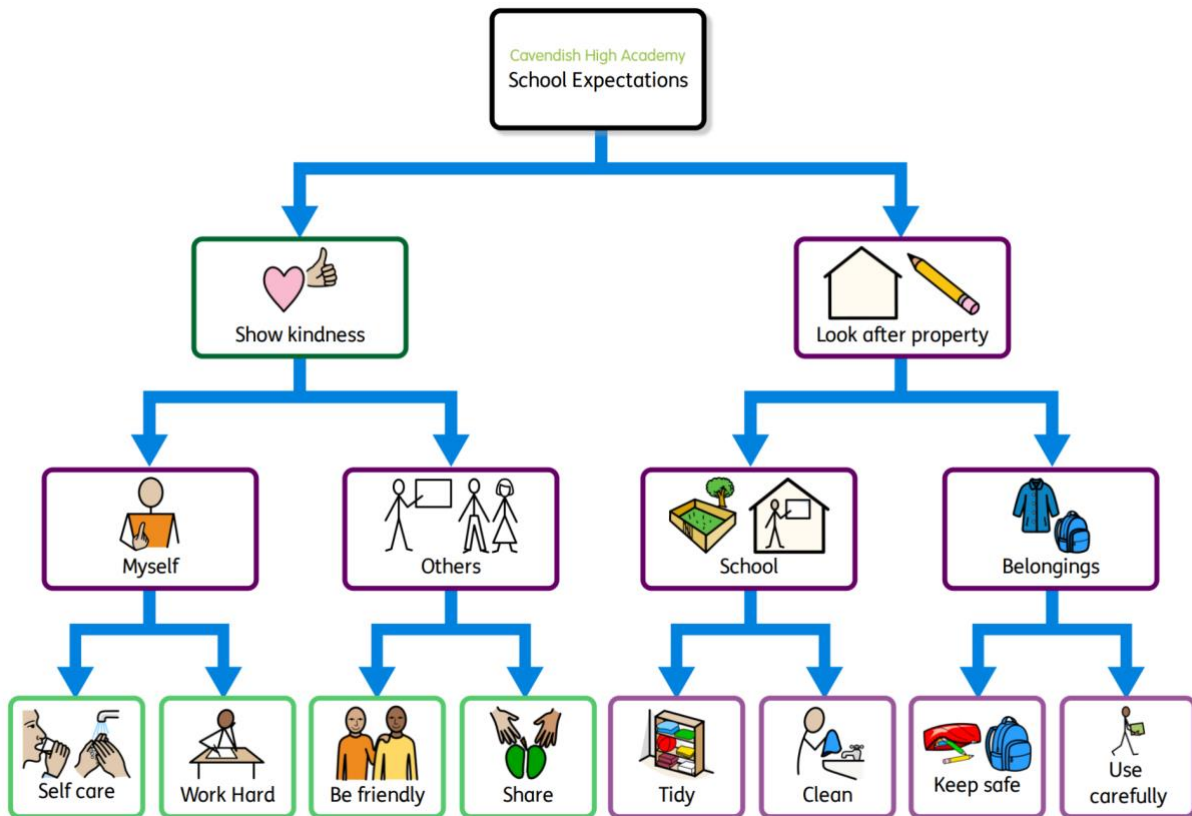 Cavendish High Academy
School Expectations
Show kindness
Look after property
Myself
Others
School
Belongings
Self care
Work Hard
Be friendly
Share
Tidy
Clean
Keep safe
Use
carefully